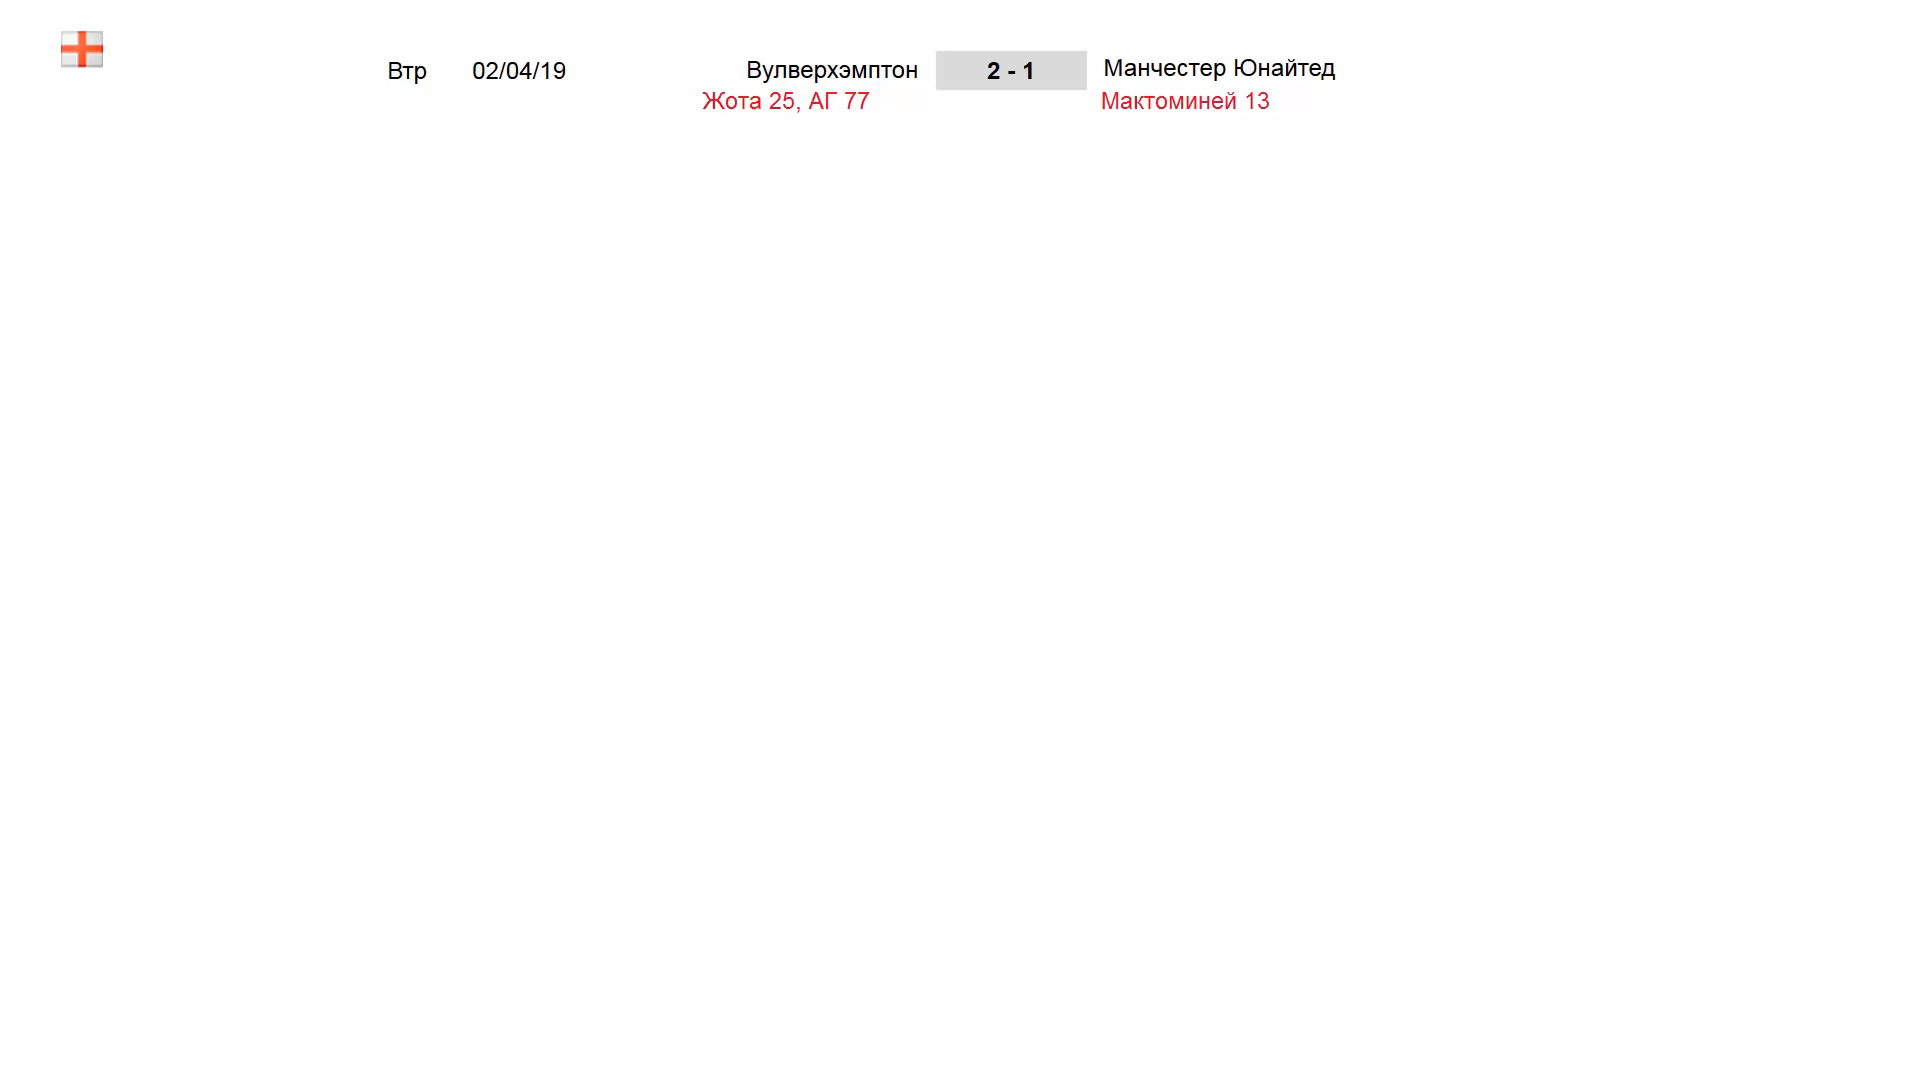 Втр 02/04/19 Вулверхэмптон 2 - 1 Манчестер Юнайтед
Жота 25, АГ 77 Мактоминей 13